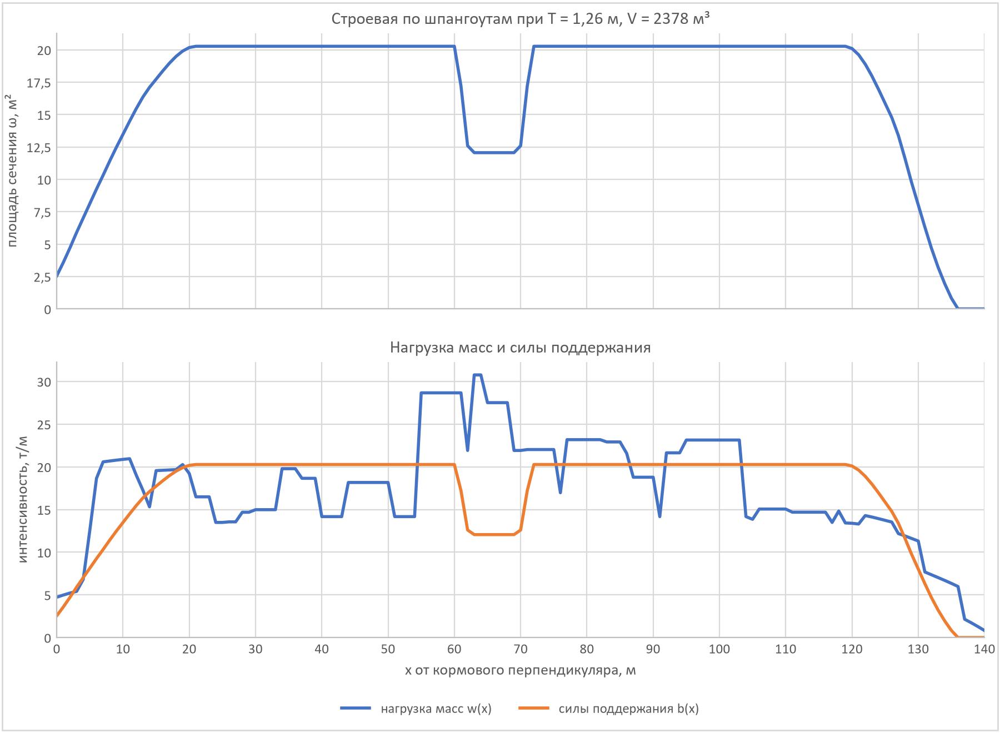 Строевая по шпангоутам при T = 1,26 м, V = 2378 м³
площадь сечения ω, м²
20
17,5
15
12,5
10
7,5
5
2,5
0
Нагрузка масс и силы поддержания
интенсивность, т/м
30
25
20
15
10
5
0
0 10 20 30 40 50 60 70 80 90 100 110 120 130 140
x от кормового перпендикуляра, м
нагрузка масс w(x) силы поддержания b(x)